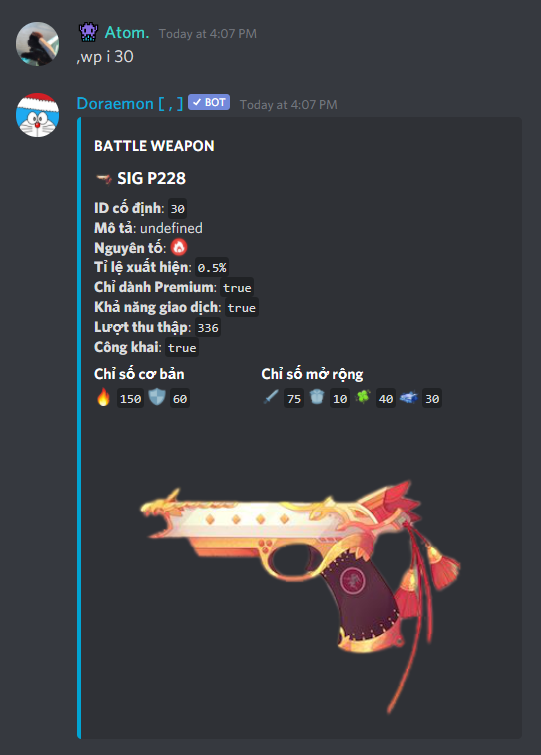 Atom. Today at 4:07 PM
,wp i 30
Doraemon [ , ] BOT Today at 4:07 PM
BATTLE WEAPON
SIG P228
ID cố định: 30
Mô tả: undefined
Nguyên tố:
Tỉ lệ xuất hiện: 0.5%
Chỉ dành Premium: true
Khả năng giao dịch: true
Lượt thu thập: 336
Công khai: true
Chỉ số cơ bản Chỉ số mở rộng
150 60 75 10 40 30